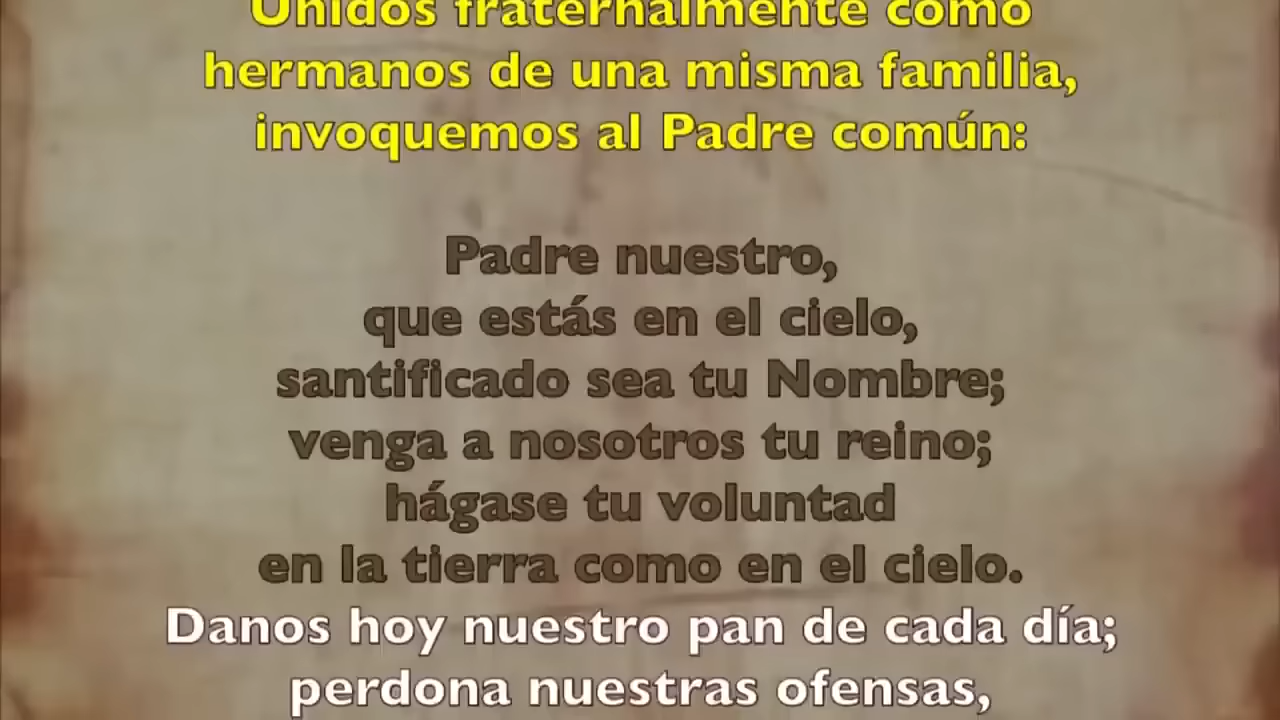 Unidos fraternalmente como
hermanos de una misma familia,
invoquemos al Padre común:
Padre nuestro,
que estás en el cielo,
santificado sea tu Nombre;
venga a nosotros tu reino;
hágase tu voluntad
en la tierra como en el cielo.
Danos hoy nuestro pan de cada día;
perdona nuestras ofensas,